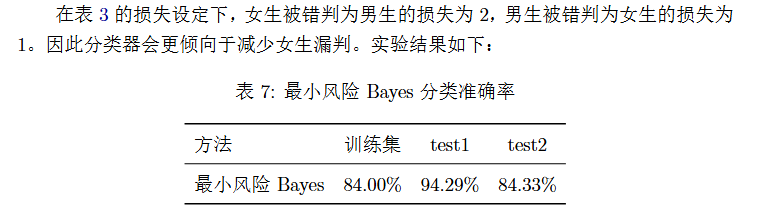 在表 3 的损失设定下，女生被错判为男生的损失为 2，男生被错判为女生的损失为
1。因此分类器会更倾向于减少女生漏判。实验结果如下：
表 7: 最小风险 Bayes 分类准确率
方法 训练集 test1 test2
最小风险 Bayes 84.00% 94.29% 84.33%